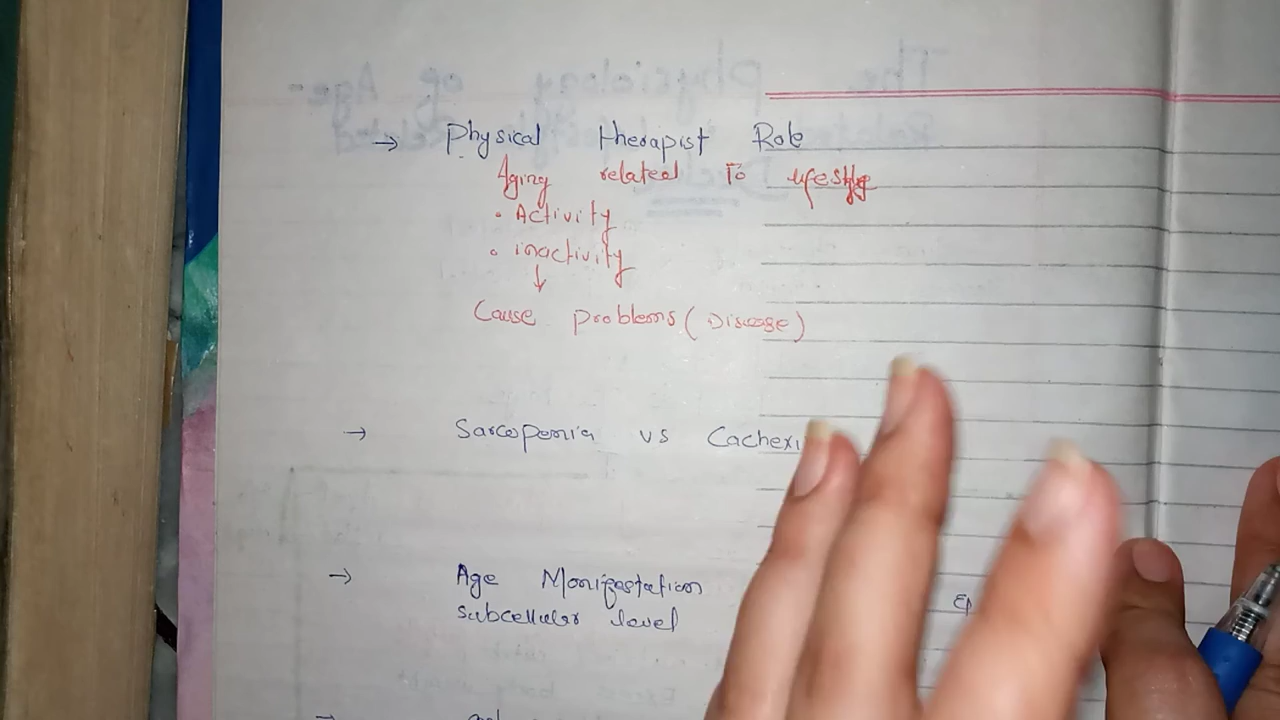 → Physical therapist Role
Aging related To lifestyle
• Activity
• inactivity
↓
Cause problems (Disease)
→ Sarcopenia vs Cachexi
→ Age Manifestation
subcellular level